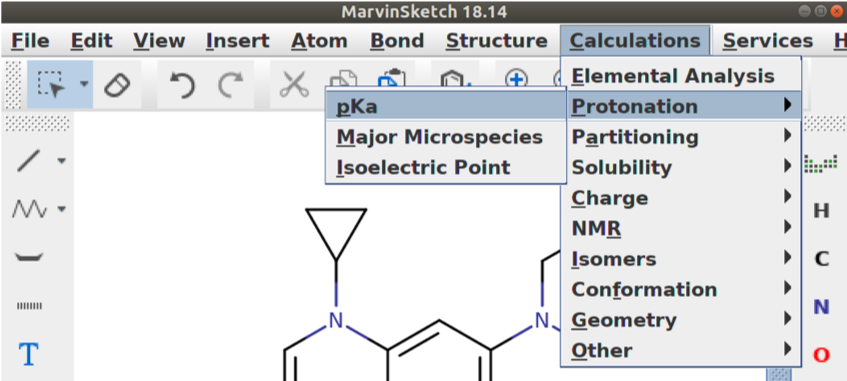 MarvinSketch 18.14
File Edit View Insert Atom Bond Structure Calculations Services H
Elemental Analysis
pKa Protonation
Major Microspecies Partitioning
Isoelectric Point Solubility
Charge
H
NMR
Isomers
C
Conformation
N
N N
Geometry
T
Other
O